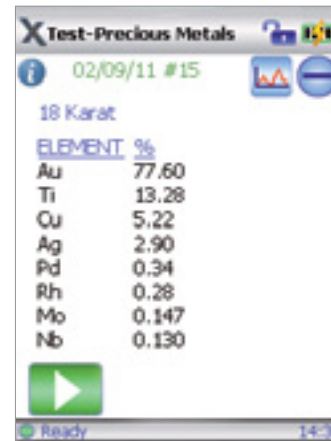 Test-Precious Metals
02/09/11 #15
18 Karat
ELEMENT %
Au 77.60
Ti 13.28
Cu 5.22
Ag 2.90
Pd 0.34
Rh 0.28
Mo 0.147
Nb 0.130
Ready